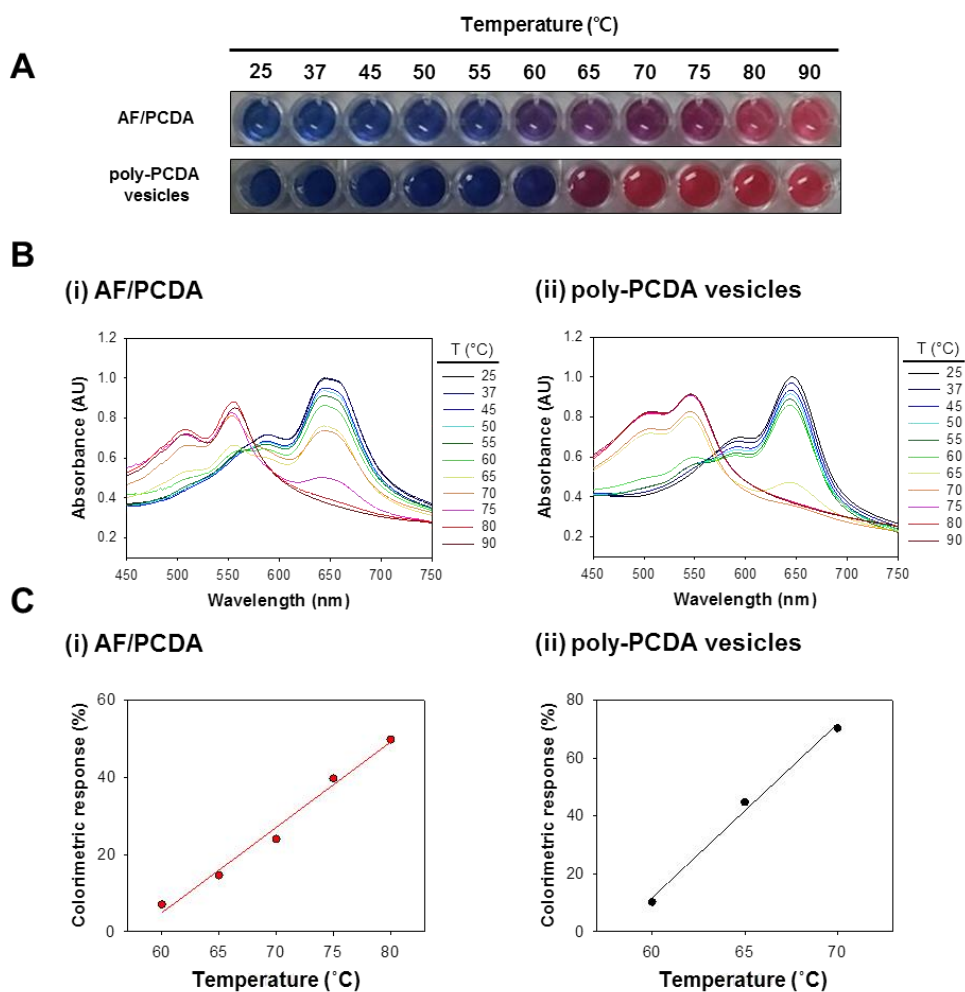 Temperature (℃)
A
25 37 45 50 55 60 65 70 75 80 90
AF/PCDA
poly-PCDA
vesicles
B
(i) AF/PCDA
(ii) poly-PCDA vesicles
Absorbance (AU)
1.2
1.0
0.8
0.6
0.4
0.2
450 500 550 600 650 700 750
Wavelength (nm)
T (°C)
25
37
45
50
55
60
65
70
75
80
90
Absorbance (AU)
1.2
1.0
0.8
0.6
0.4
0.2
450 500 550 600 650 700 750
Wavelength (nm)
T (°C)
25
37
45
50
55
60
65
70
75
80
90
C
(i) AF/PCDA
(ii) poly-PCDA vesicles
Colorimetric response (%)
60
40
20
0
60 65 70 75 80
Temperature (˚C)
Colorimetric response (%)
80
60
40
20
0
60 65 70
Temperature (˚C)